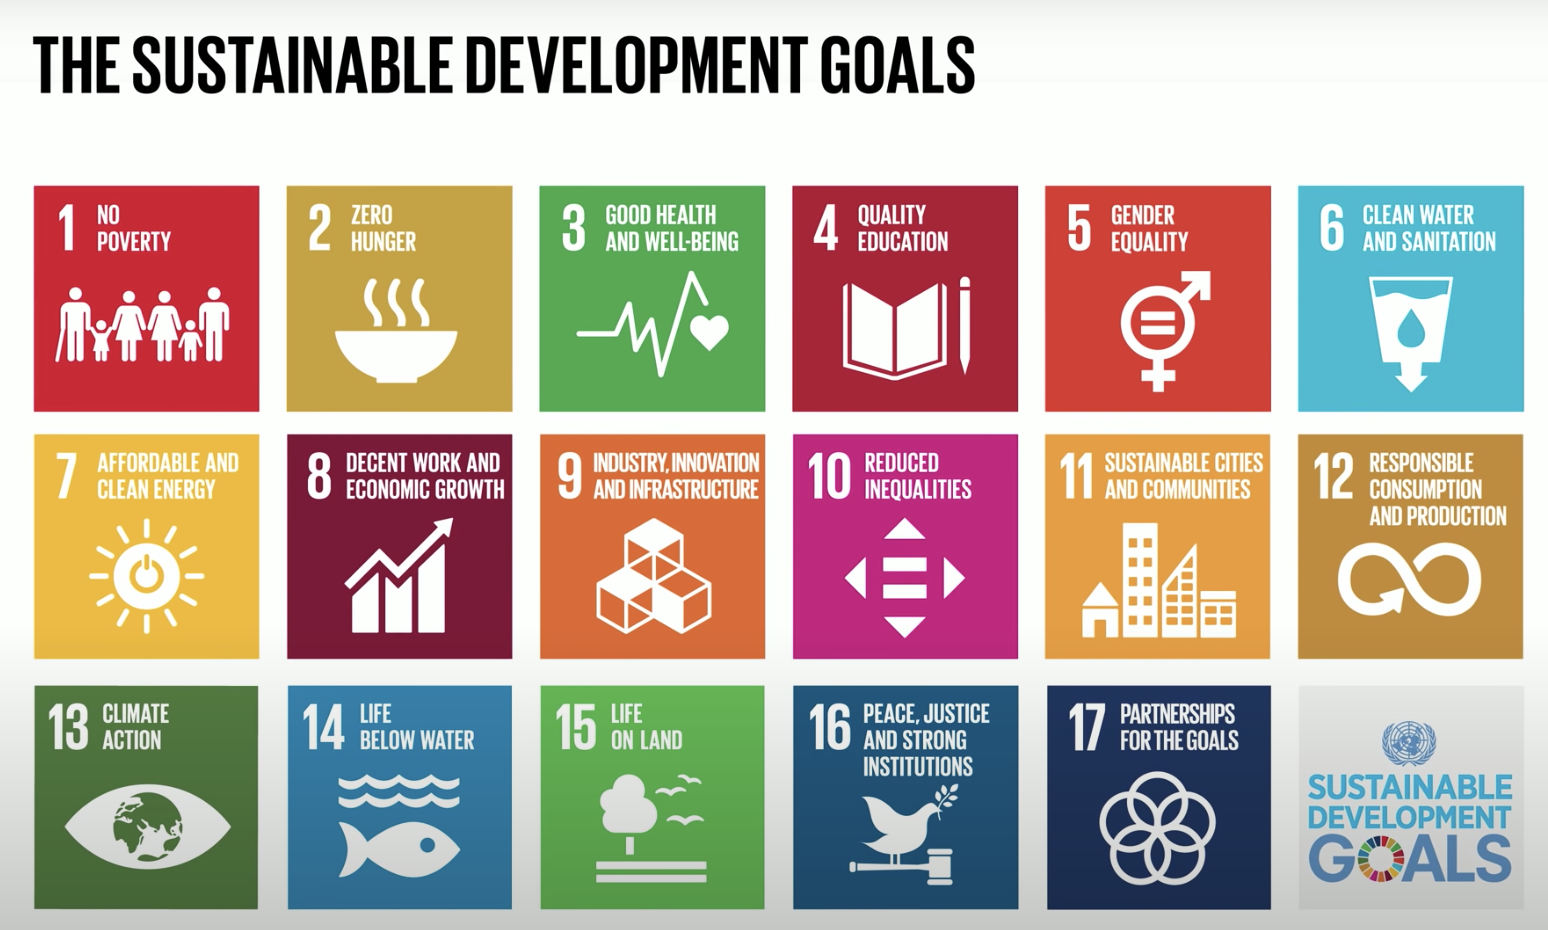 THE SUSTAINABLE DEVELOPMENT GOALS
1 NO
POVERTY
2 ZERO
HUNGER
3 GOOD HEALTH
AND WELL-BEING
4 QUALITY
EDUCATION
5 GENDER
EQUALITY
6 CLEAN WATER
AND SANITATION
7 AFFORDABLE AND
CLEAN ENERGY
8 DECENT WORK AND
ECONOMIC GROWTH
9 INDUSTRY, INNOVATION
AND INFRASTRUCTURE
10 REDUCED
INEQUALITIES
11 SUSTAINABLE CITIES
AND COMMUNITIES
12 RESPONSIBLE
CONSUMPTION
AND PRODUCTION
13 CLIMATE
ACTION
14 LIFE
BELOW WATER
15 LIFE
ON LAND
16 PEACE, JUSTICE
AND STRONG
INSTITUTIONS
17 PARTNERSHIPS
FOR THE GOALS
SUSTAINABLE
DEVELOPMENT
GOALS